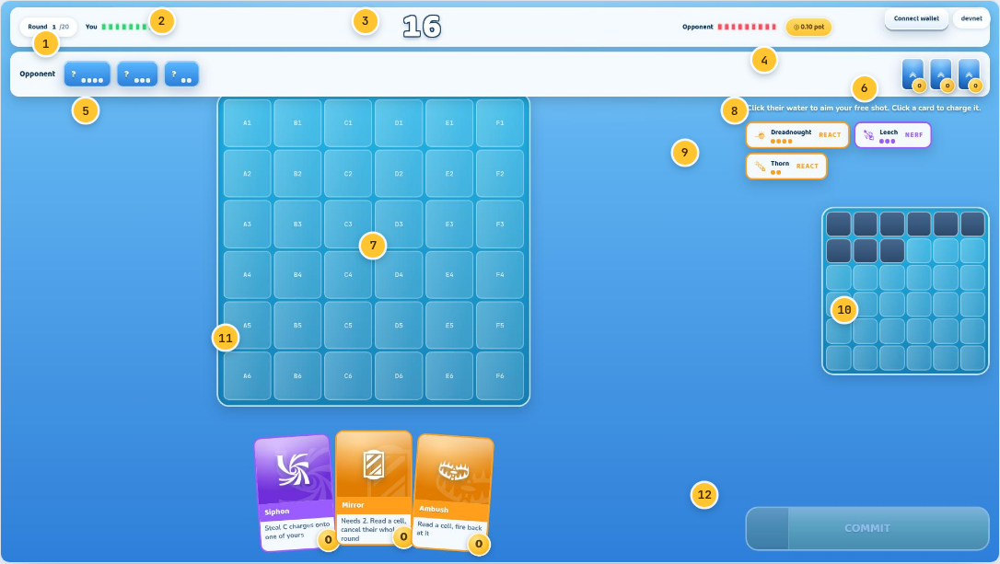 Round 1 /20 You 2 3 16 Opponent 0.10 pot Connect wallet devnet
1
4
Opponent ? ? ?
0 0 0
5 6
8 Click their water to aim your free shot. Click a card to charge it.
Dreadnought REACT Leech NERF
9
Thorn REACT
A1 B1 C1 D1 E1 F1
A2 B2 C2 D2 E2 F2
A3 B3 C3 D3 E3 F3
7
A4 B4 C4 D4 E4 F4
10
A5 B5 C5 D5 E5 F5
11
A6 B6 C6 D6 E6 F6
Siphon
Steal C charges onto
one of yours
0
Mirror
Needs 2. Read a cell,
cancel their
round
0
Ambush
Read a cell, fire back
at it
0
12
COMMIT